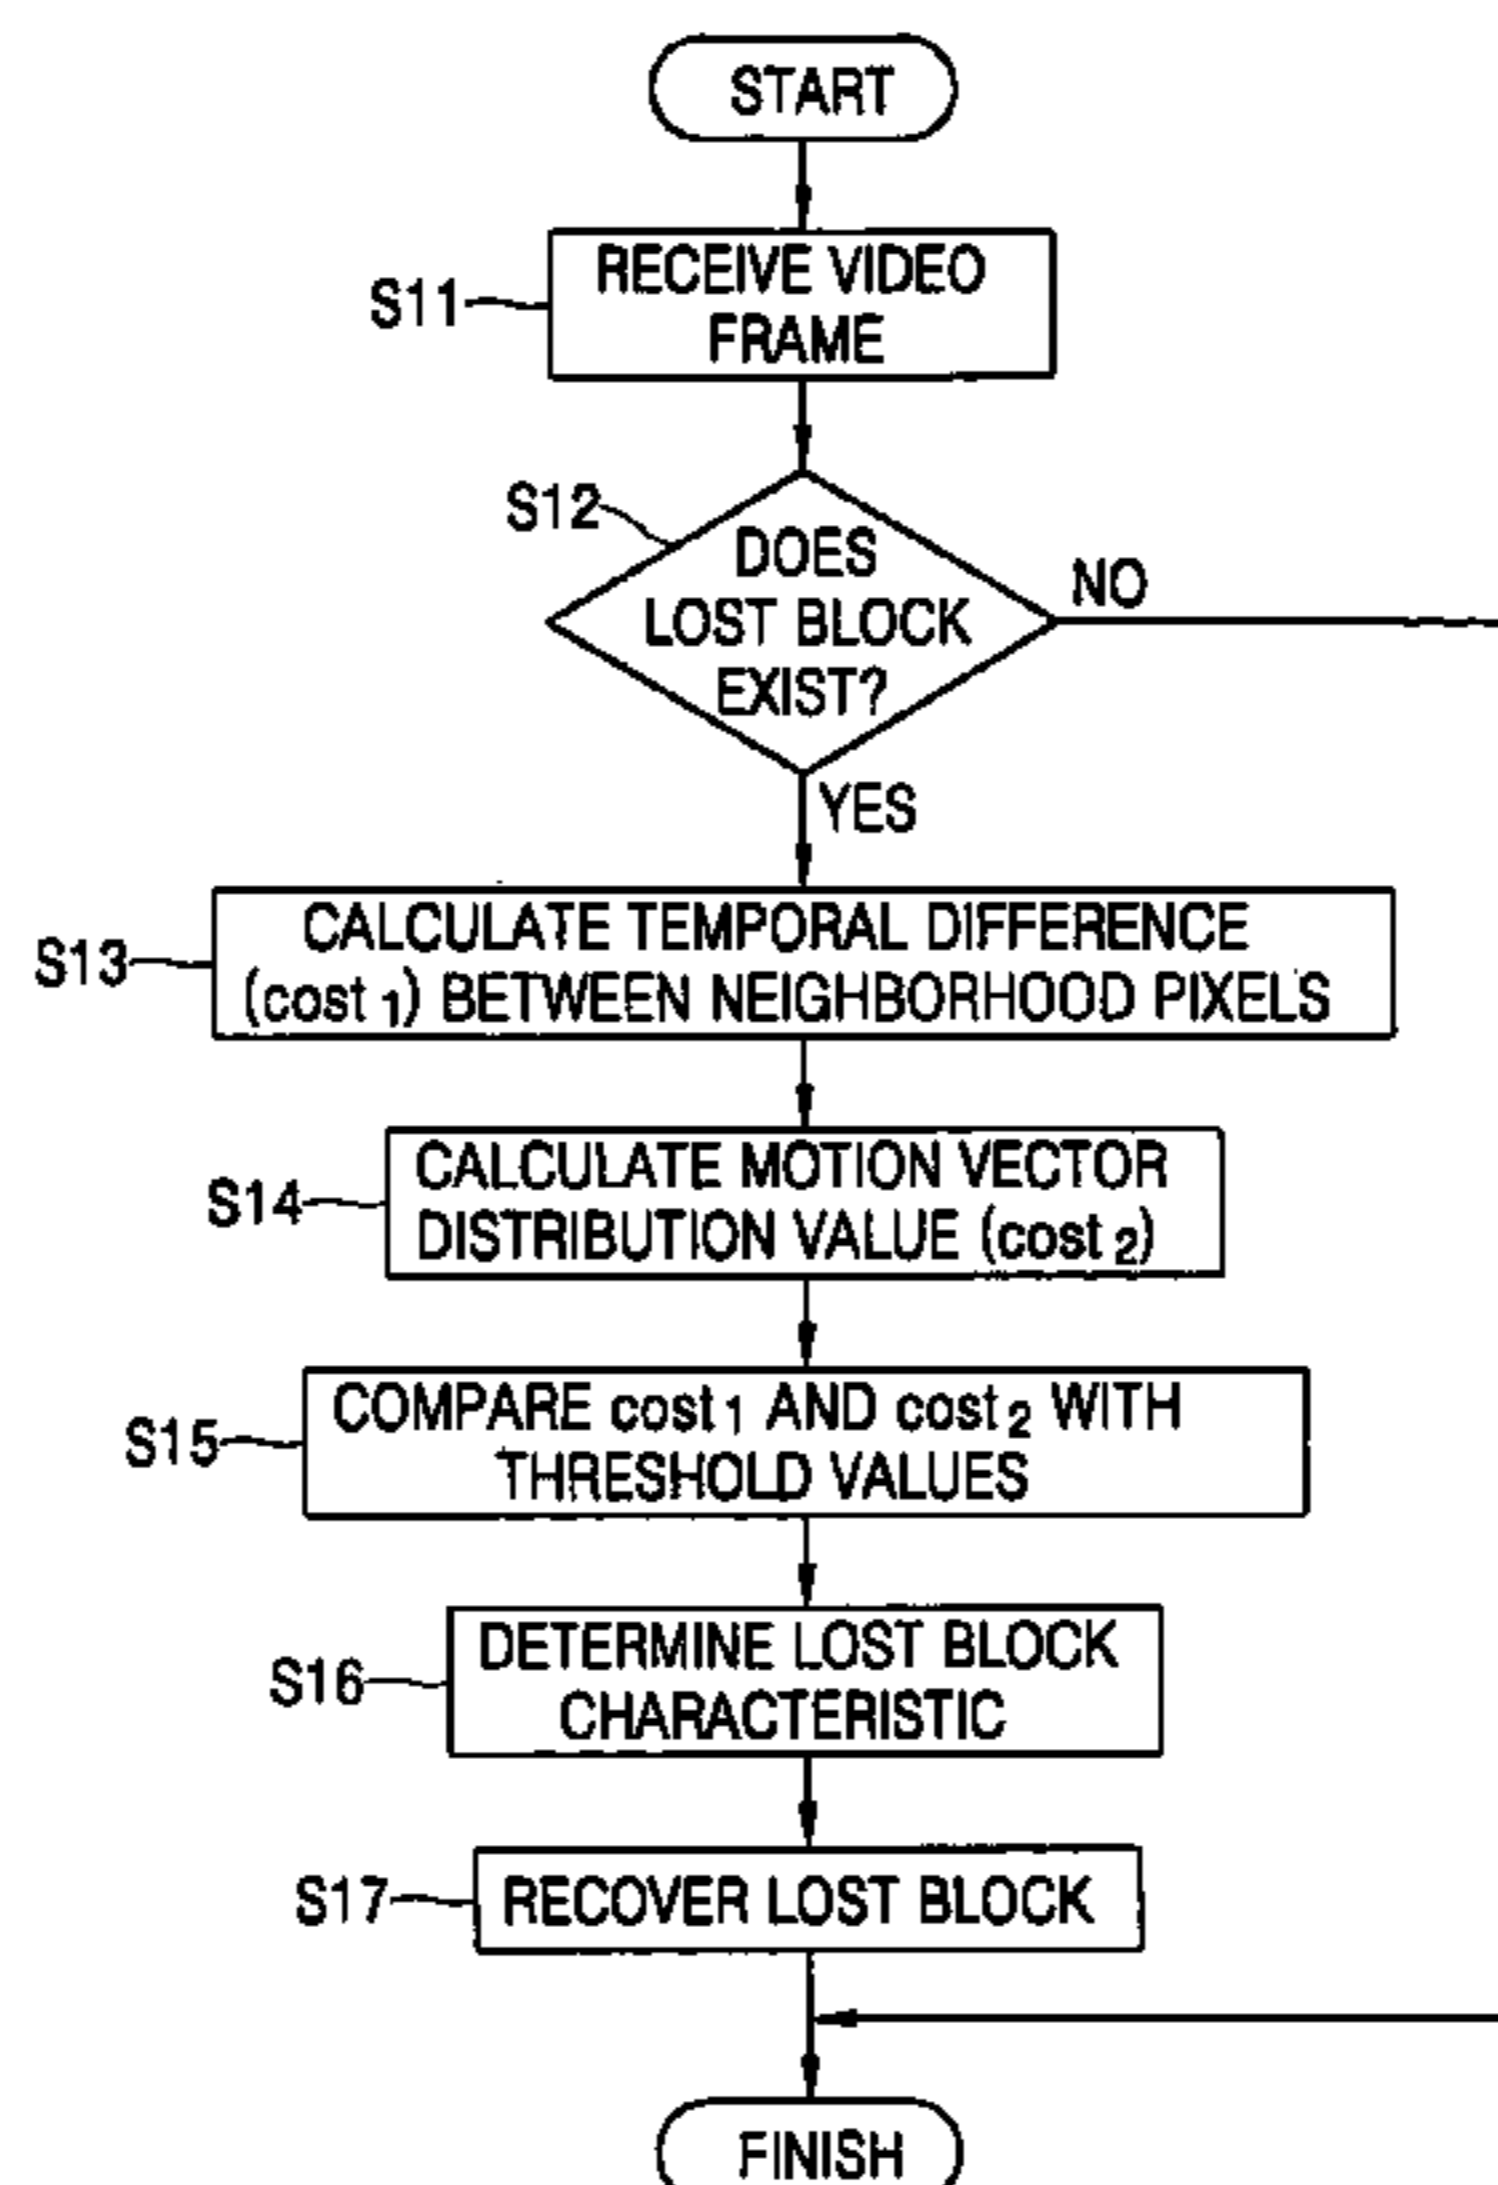 START
S11
RECEIVE VIDEO
FRAME
S12
DOES
LOST BLOCK
EXIST?
NO
YES
S13
CALCULATE TEMPORAL DIFFERENCE
(cost 1) BETWEEN NEIGHBORHOOD PIXELS
S14
CALCULATE MOTION VECTOR
DISTRIBUTION VALUE (cost 2)
S15
COMPARE cost 1 AND cost 2 WITH
THRESHOLD VALUES
S16
DETERMINE LOST BLOCK
CHARACTERISTIC
S17
RECOVER LOST BLOCK
FINISH